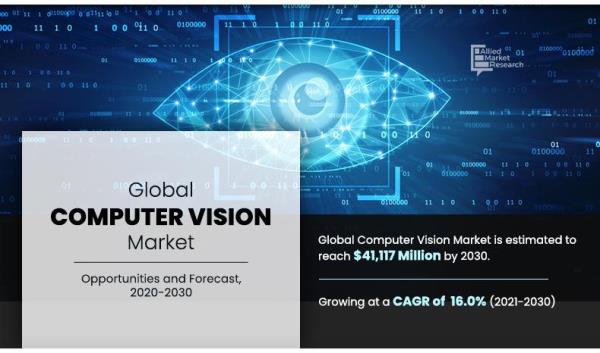 Allied
Market
Research
Global
COMPUTER VISION
Market
Opportunities and Forecast,
2020-2030
Global Computer Vision Market is estimated to
reach $41,117 Million by 2030.
Growing at a CAGR of 16.0% (2021-2030)